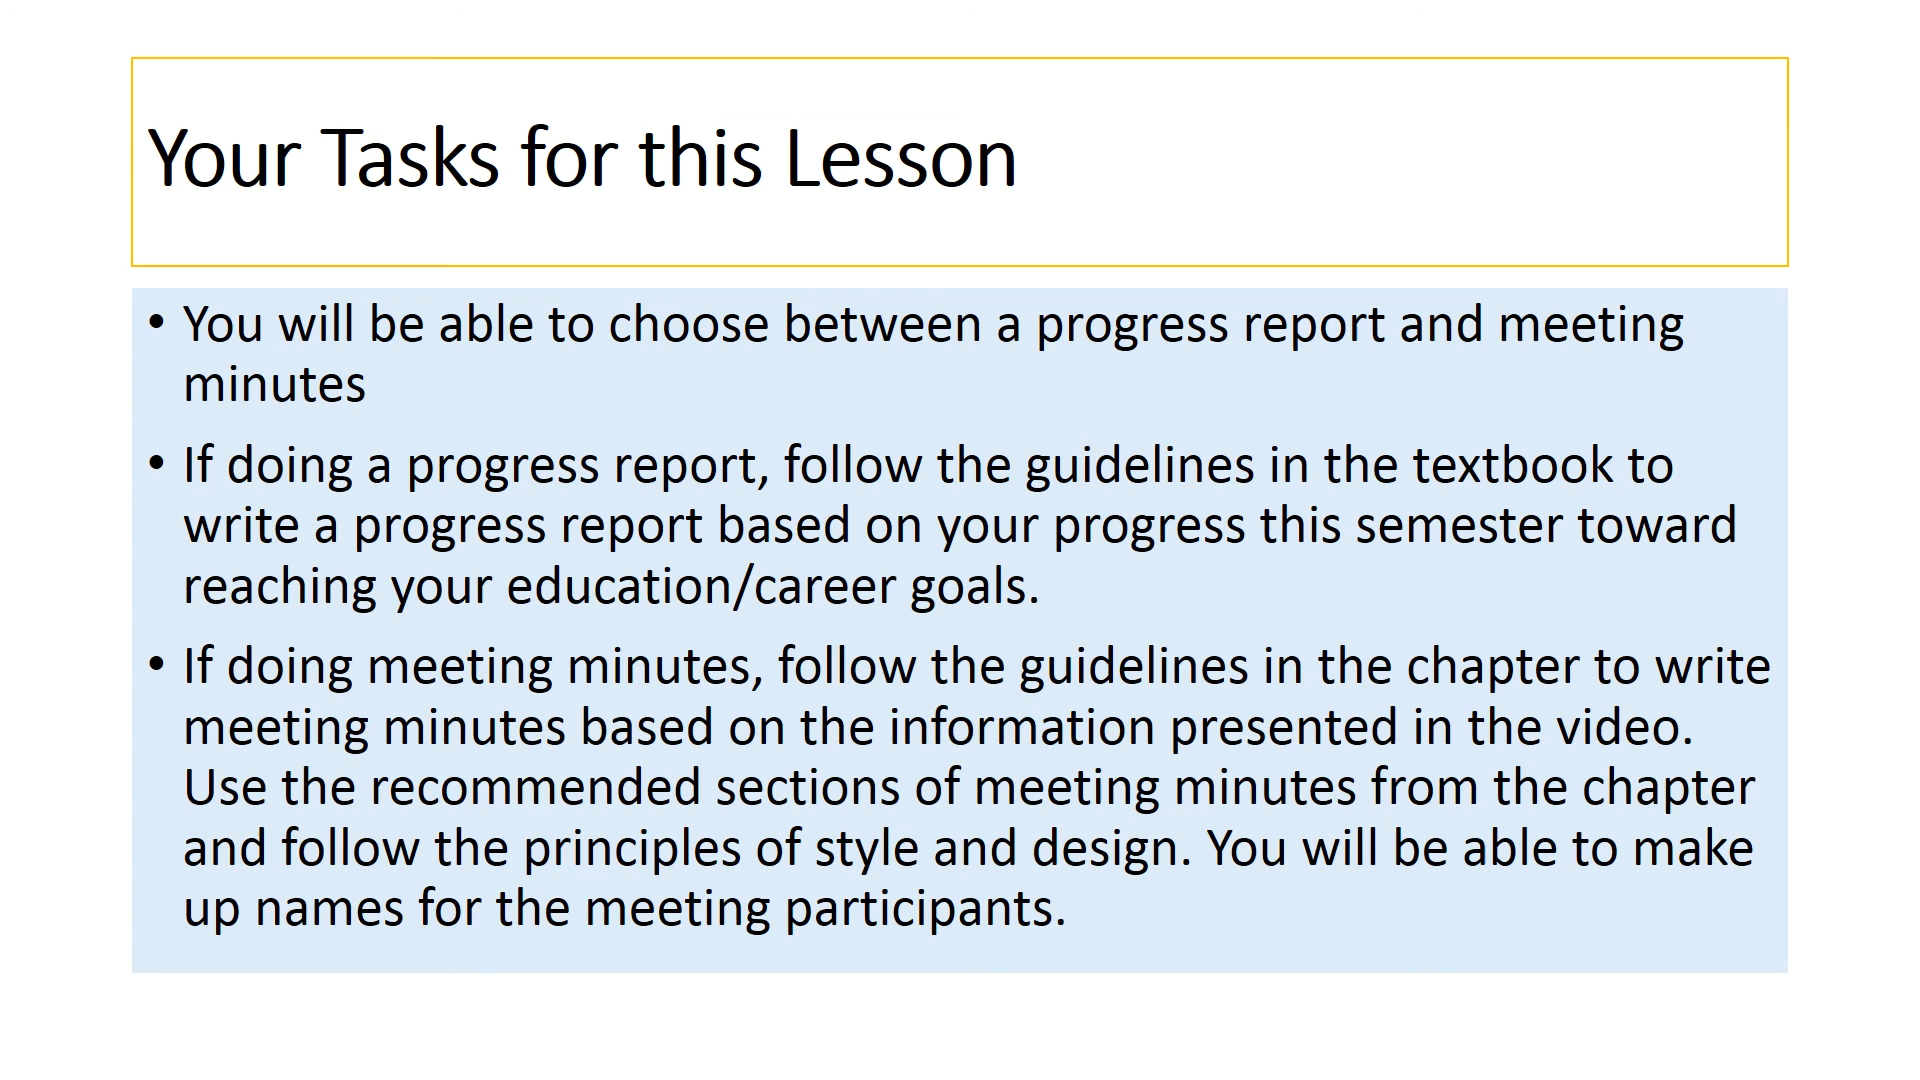 Your Tasks for this Lesson
• You will be able to choose between a progress report and meeting
minutes
• If doing a progress report, follow the guidelines in the textbook to
write a progress report based on your progress this semester toward
reaching your education/career goals.
• If doing meeting minutes, follow the guidelines in the chapter to write
meeting minutes based on the information presented in the video.
Use the recommended sections of meeting minutes from the chapter
and follow the principles of style and design. You will be able to make
up names for the meeting participants.